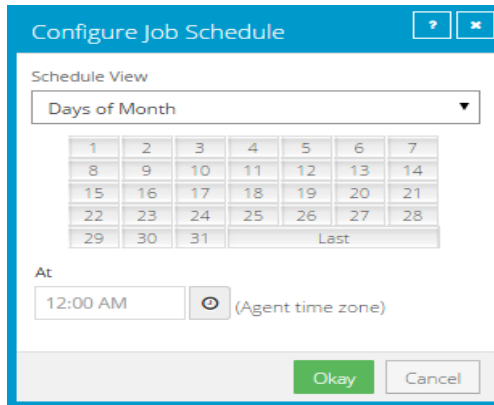 Configure Job Schedule ? ×
Schedule View
Days of Month
1 2 3 4 5 6 7
8 9 10 11 12 13 14
15 16 17 18 19 20 21
22 23 24 25 26 27 28
29 30 31 Last
At
12:00 AM (Agent time zone)
Okay Cancel